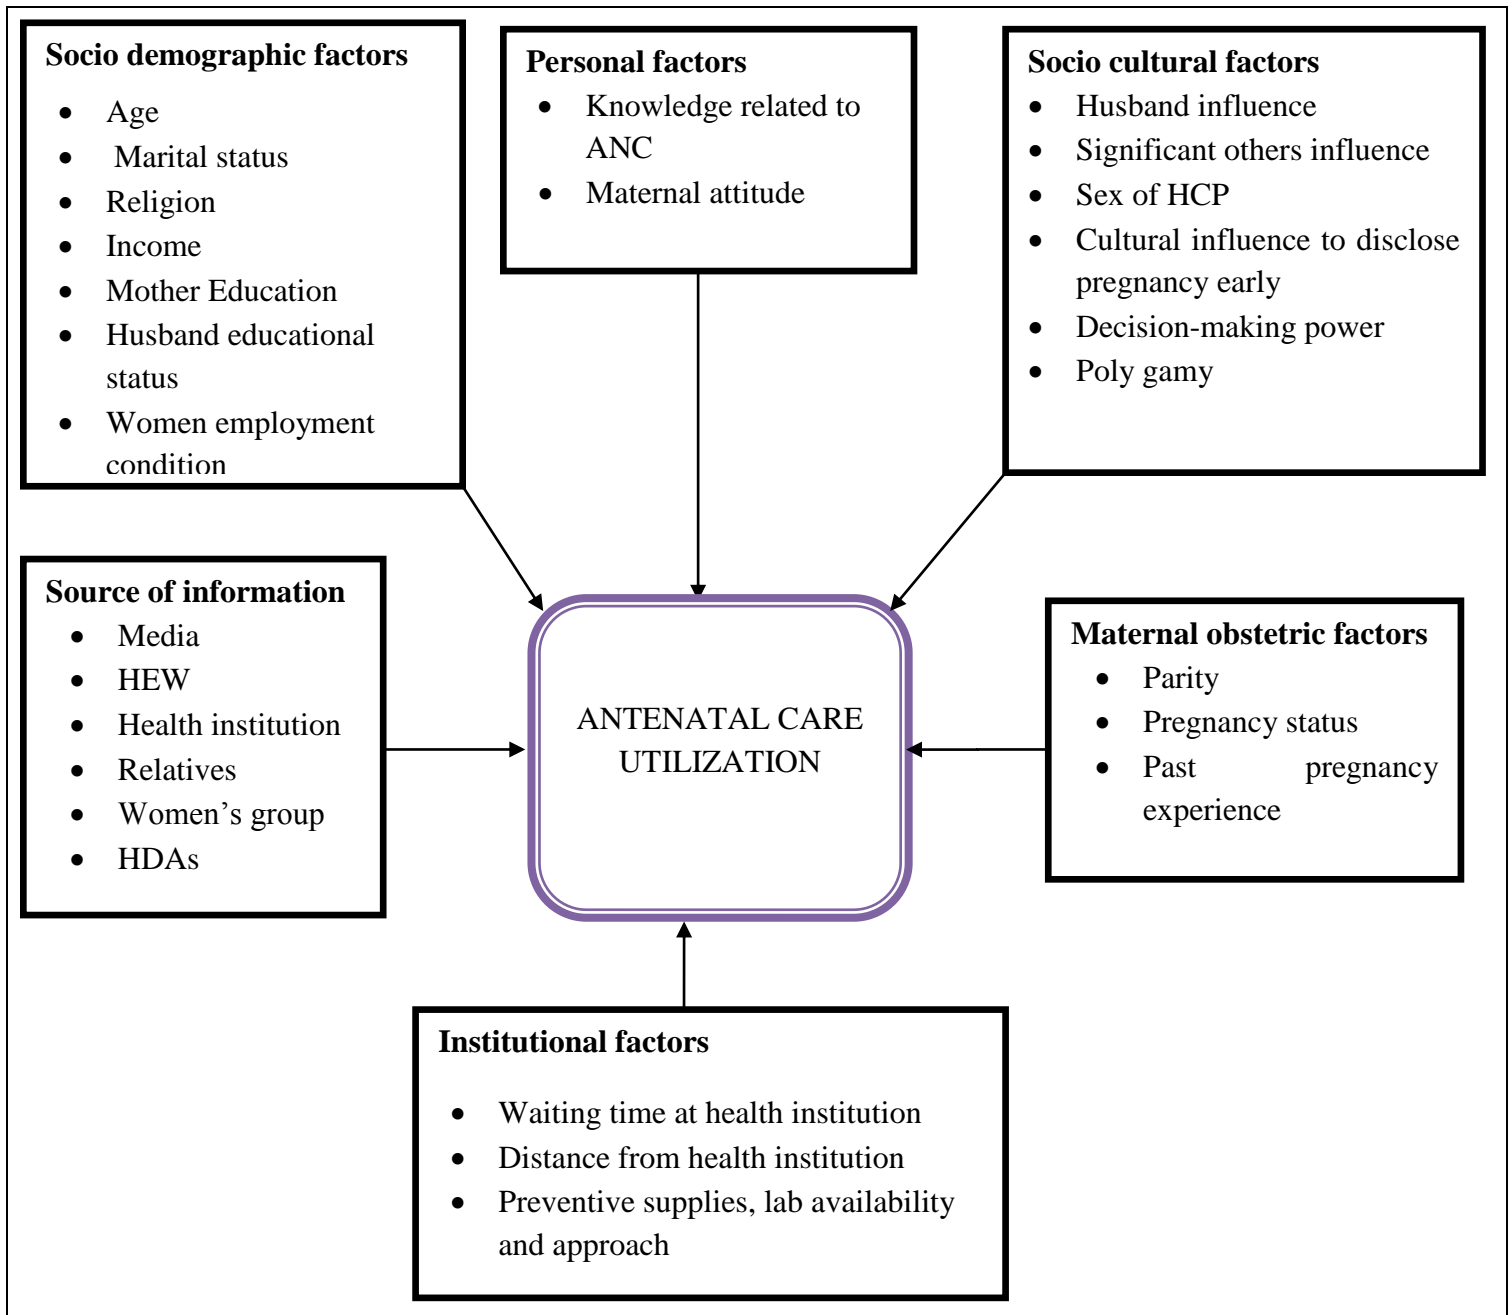 Socio demographic factors
• Age
• Marital status
• Religion
• Income
• Mother Education
• Husband educational
status
• Women employment
condition
Personal factors
• Knowledge related to
ANC
• Maternal attitude
Socio cultural factors
• Husband influence
• Significant others influence
• Sex of HCP
• Cultural influence to disclose
pregnancy early
• Decision-making power
• Poly gamy
Source of information
• Media
• HEW
• Health institution
• Relatives
• Women’s group
• HDAs
ANTENATAL CARE
UTILIZATION
Maternal obstetric factors
• Parity
• Pregnancy status
• Past pregnancy
experience
Institutional factors
• Waiting time at health institution
• Distance from health institution
• Preventive supplies, lab availability
and approach